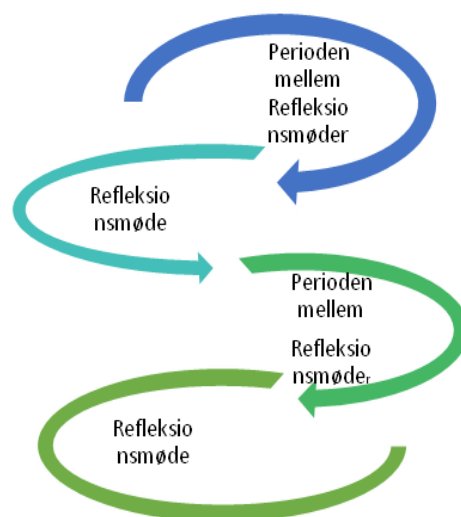 Perioden
mellem
Refleksio
nsmøder
Refleksio
nsmøde
Perioden
mellem
Refleksio
nsmøder
Refleksio
nsmøde